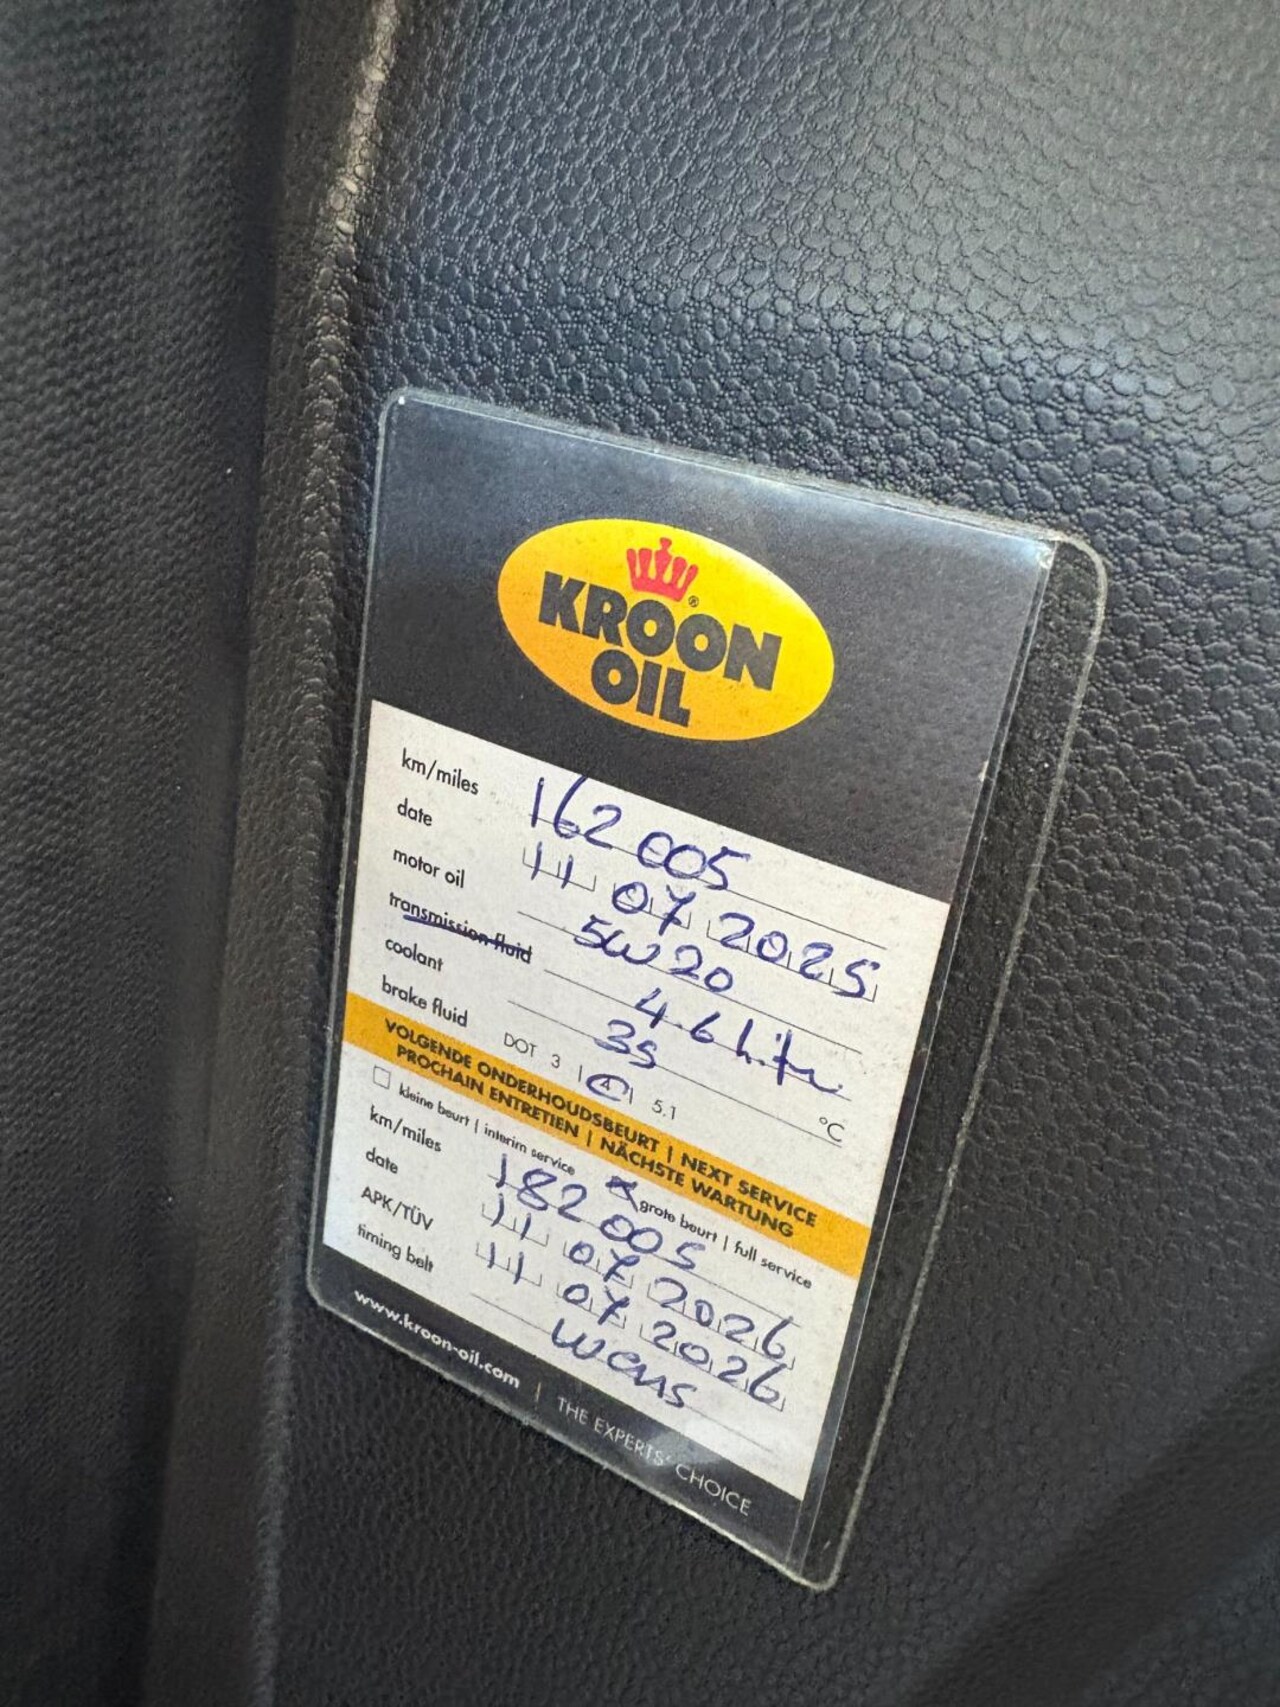 KROON
OIL
km/miles 162 005
date 11 07 2025
motor oil 5W20
transmission fluid 4.6 liter
coolant 35 °C
brake fluid DOT 3 | 4 | 5.1
VOLGENDE ONDERHOUDSBEURT | NEXT SERVICE
PROCHAIN ENTRETIEN | NÄCHSTE WARTUNG
kleine beurt | interim service grote beurt | full service
km/miles 182 005
date 11 07 2026
APK/TÜV 11 07 2026
timing belt
www.kroon-oil.com | THE EXPERTS' CHOICE